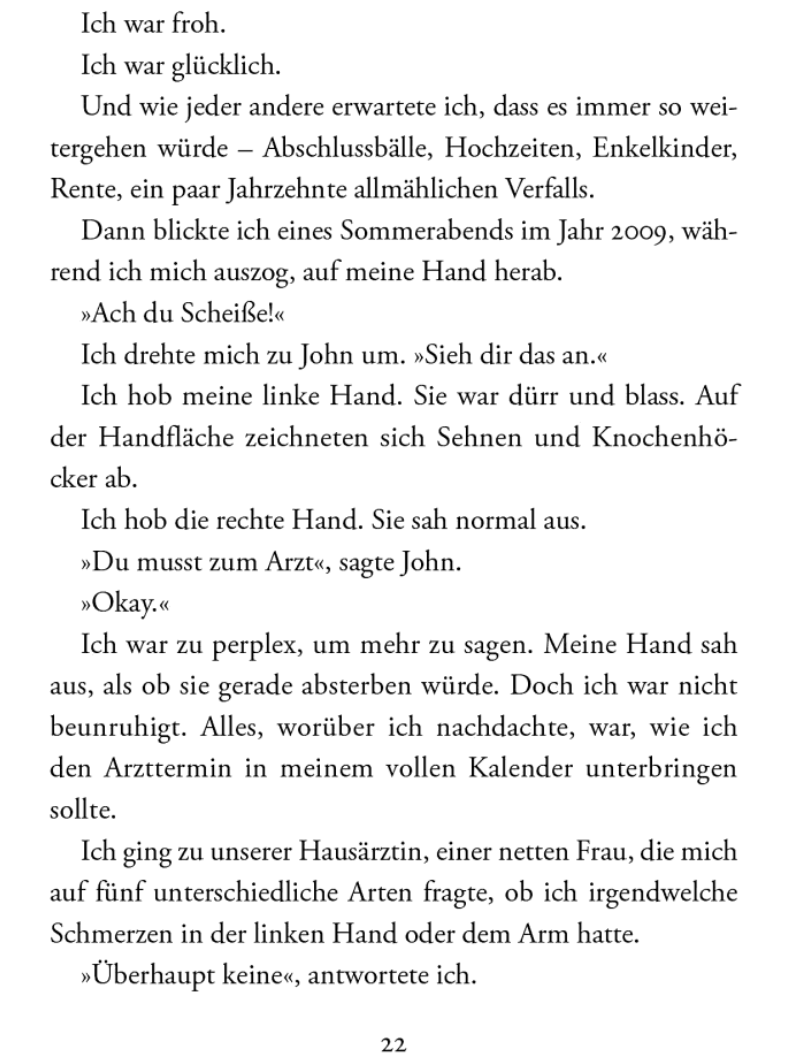 Ich war froh.
Ich war glücklich.
Und wie jeder andere erwartete ich, dass es immer so wei-
tergehen würde – Abschlussbälle, Hochzeiten, Enkelkinder,
Rente, ein paar Jahrzehnte allmählichen Verfalls.
Dann blickte ich eines Sommerabends im Jahr 2009, wäh-
rend ich mich auszog, auf meine Hand herab.
»Ach du Scheiße!«
Ich drehte mich zu John um. »Sieh dir das an.«
Ich hob meine linke Hand. Sie war dürr und blass. Auf
der Handfläche zeichneten sich Sehnen und Knochenhö-
cker ab.
Ich hob die rechte Hand. Sie sah normal aus.
»Du musst zum Arzt«, sagte John.
»Okay.«
Ich war zu perplex, um mehr zu sagen. Meine Hand sah
aus, als ob sie gerade absterben würde. Doch ich war nicht
beunruhigt. Alles, worüber ich nachdachte, war, wie ich
den Arzttermin in meinem vollen Kalender unterbringen
sollte.
Ich ging zu unserer Hausärztin, einer netten Frau, die mich
auf fünf unterschiedliche Arten fragte, ob ich irgendwelche
Schmerzen in der linken Hand oder dem Arm hatte.
»Überhaupt keine«, antwortete ich.
22